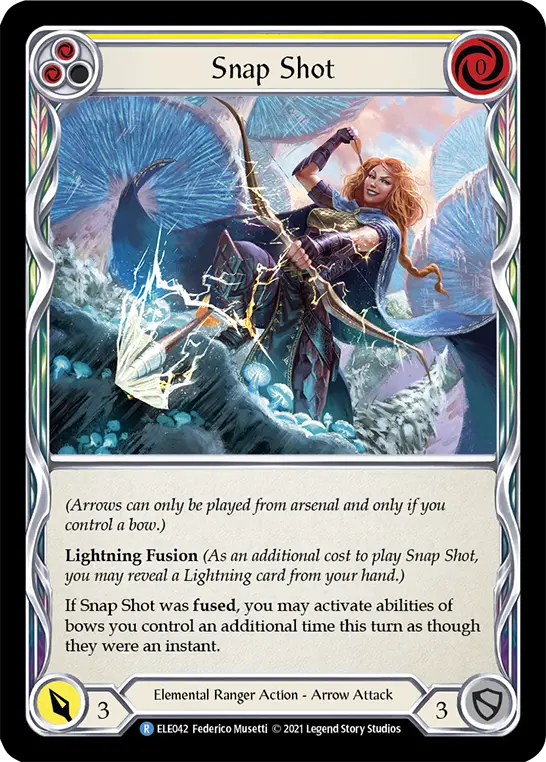 Snap Shot
0
(Arrows can only be played from arsenal and only if you
control a bow.)
Lightning Fusion (As an additional cost to play Snap Shot,
you may reveal a Lightning card from your hand.)
If Snap Shot was fused, you may activate abilities of
bows you control an additional time this turn as though
they were an instant.
3
Elemental Ranger Action - Arrow Attack
3
R ELE042 Federico Musetti © 2021 Legend Story Studios